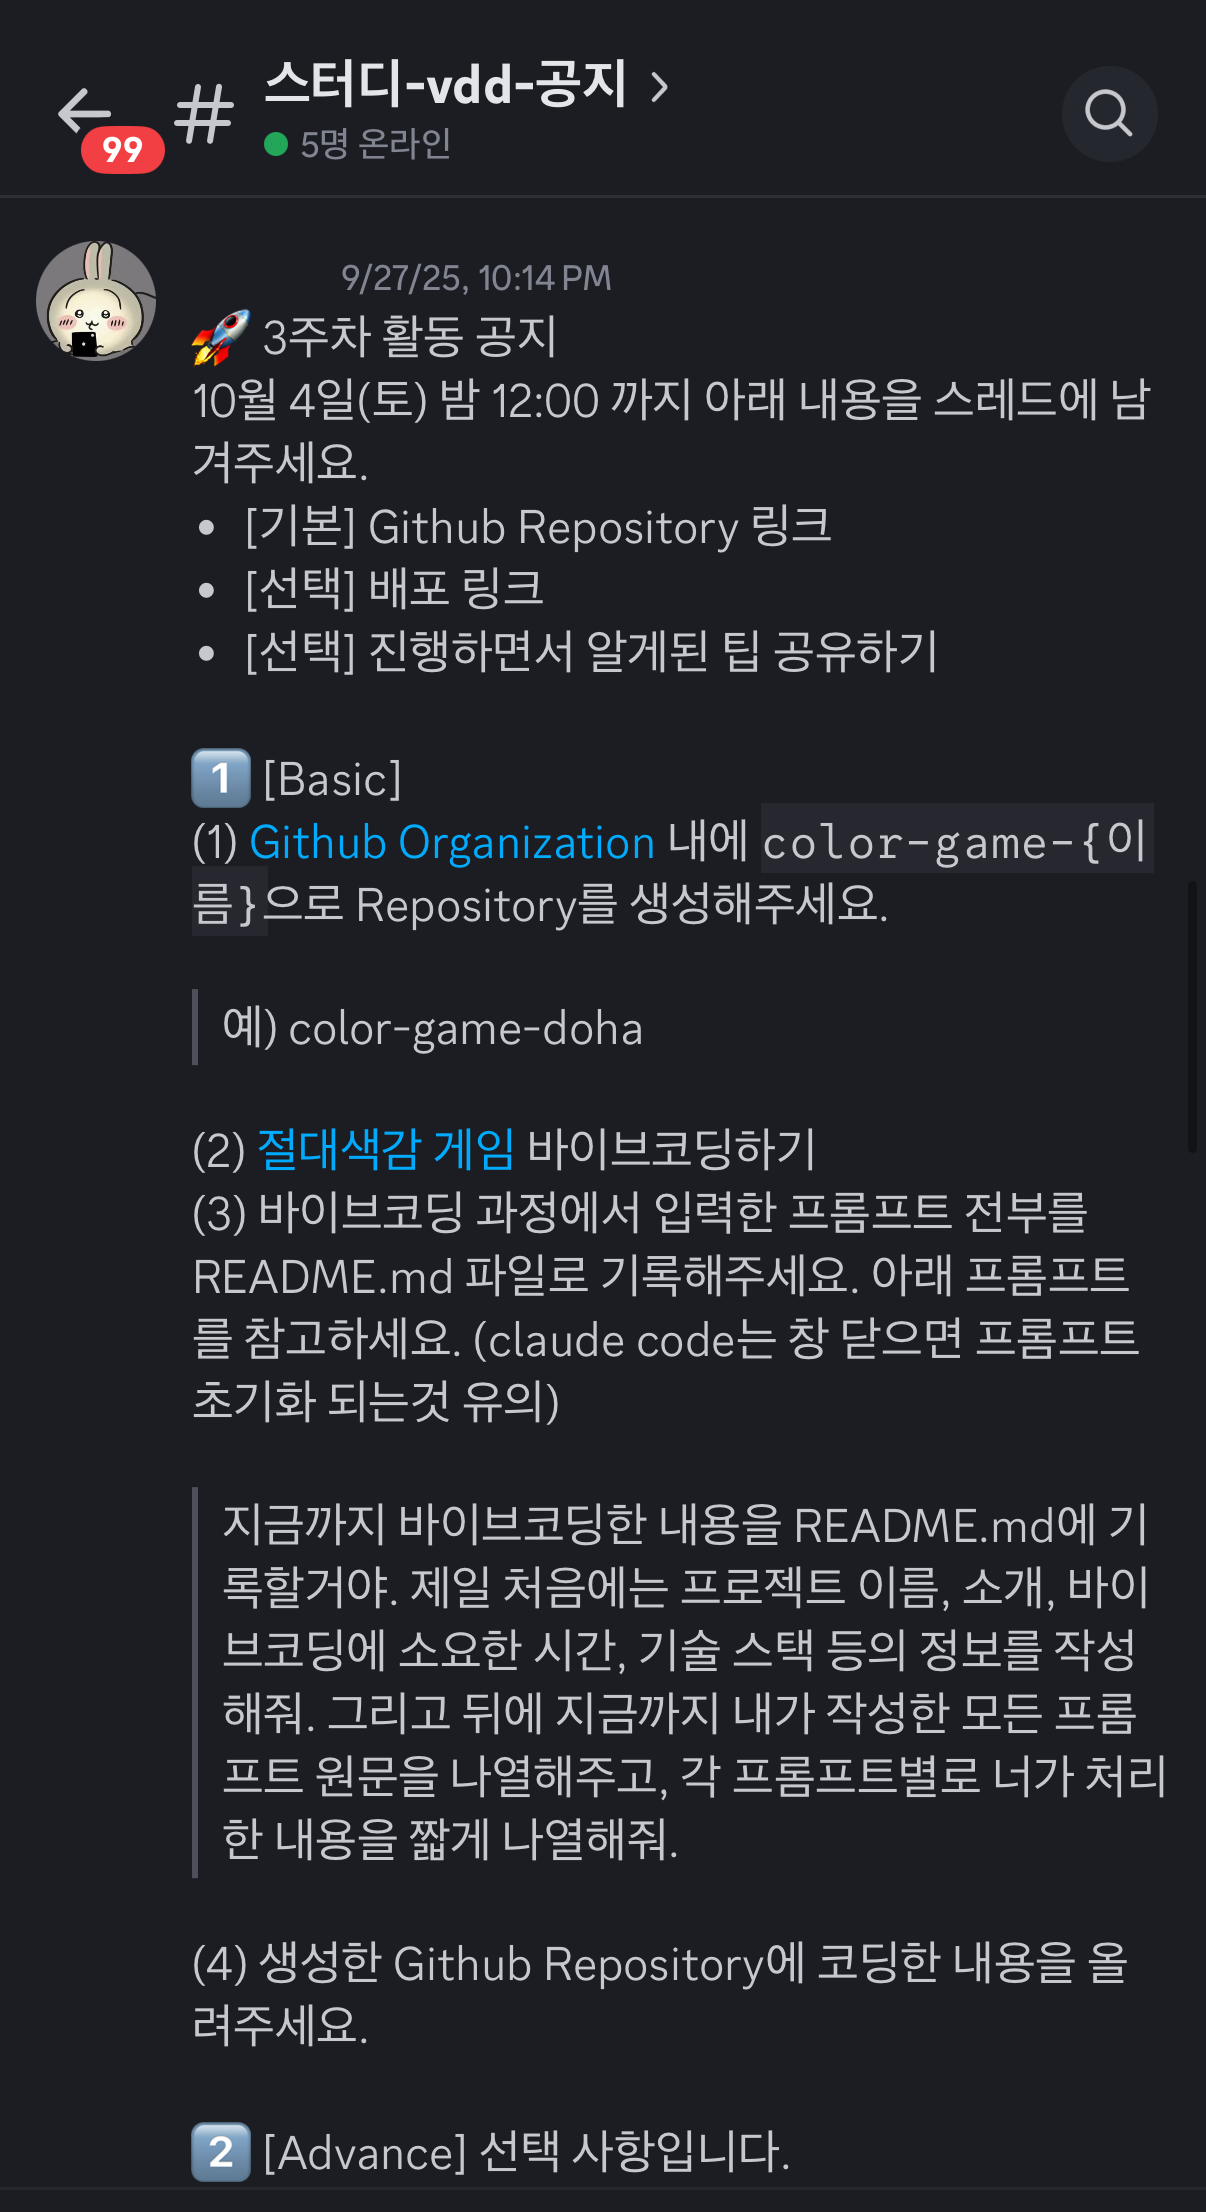 스터디-vdd-공지
5명 온라인
99
9/27/25, 10:14 PM
🚀 3주차 활동 공지
10월 4일(토) 밤 12:00 까지 아래 내용을 스레드에 남
겨주세요.
• [기본] Github Repository 링크
• [선택] 배포 링크
• [선택] 진행하면서 알게된 팁 공유하기
1️⃣ [Basic]
(1) Github Organization 내에 color-game-{이
름}으로 Repository를 생성해주세요.
예) color-game-doha
(2) 절대색감 게임 바이브코딩하기
(3) 바이브코딩 과정에서 입력한 프롬프트 전부를
README.md 파일로 기록해주세요. 아래 프롬프트
를 참고하세요. (claude code는 창 닫으면 프롬프트
초기화 되는것 유의)
지금까지 바이브코딩한 내용을 README.md에 기
록할거야. 제일 처음에는 프로젝트 이름, 소개, 바이
브코딩에 소요한 시간, 기술 스택 등의 정보를 작성
해줘. 그리고 뒤에 지금까지 내가 작성한 모든 프롬
프트 원문을 나열해주고, 각 프롬프트별로 너가 처리
한 내용을 짧게 나열해줘.
(4) 생성한 Github Repository에 코딩한 내용을 올
려주세요.
2️⃣ [Advance] 선택 사항입니다.